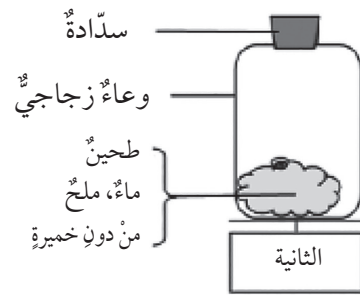 سدّادةٌ
وعاءٌ زجاجيٌّ
طحينٌ
ماءٌ، ملحٌ
منْ دونِ خميرةٍ
الثانية